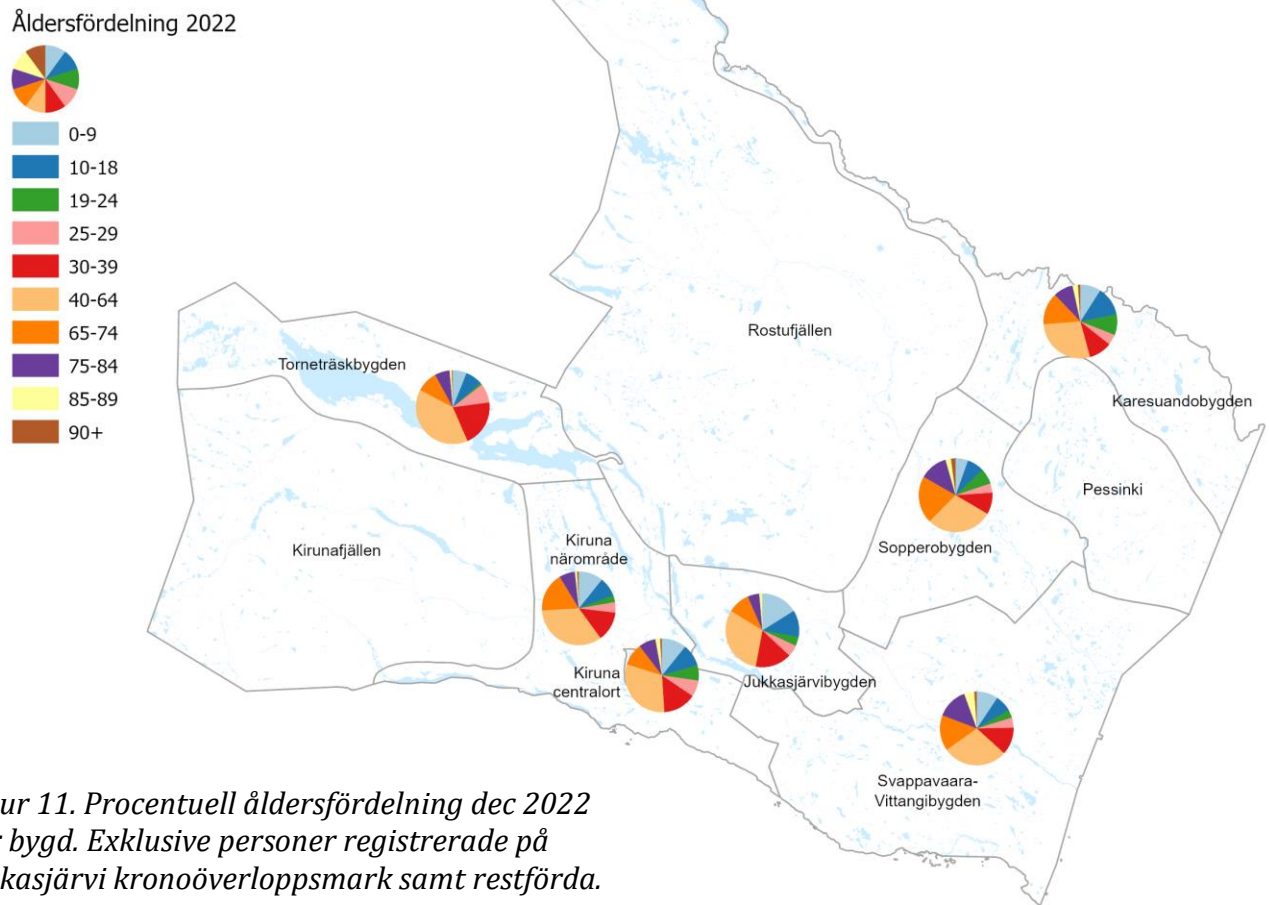 Åldersfördelning 2022
0-9
10-18
19-24
25-29
30-39
40-64
65-74
75-84
85-89
90+
Rostufjällen
Torneträskbygden
Karesuandobygden
Pessinki
Kirunafjällen
Kiruna
närområde
Sopperobygden
Kiruna
centralort
Jukkasjärvibygden
Svappavaara-
Vittangibygden
ur 11. Procentuell åldersfördelning dec 2022
r bygd. Exklusive personer registrerade på
kasjärvi kronoöverloppsmark samt restförda.